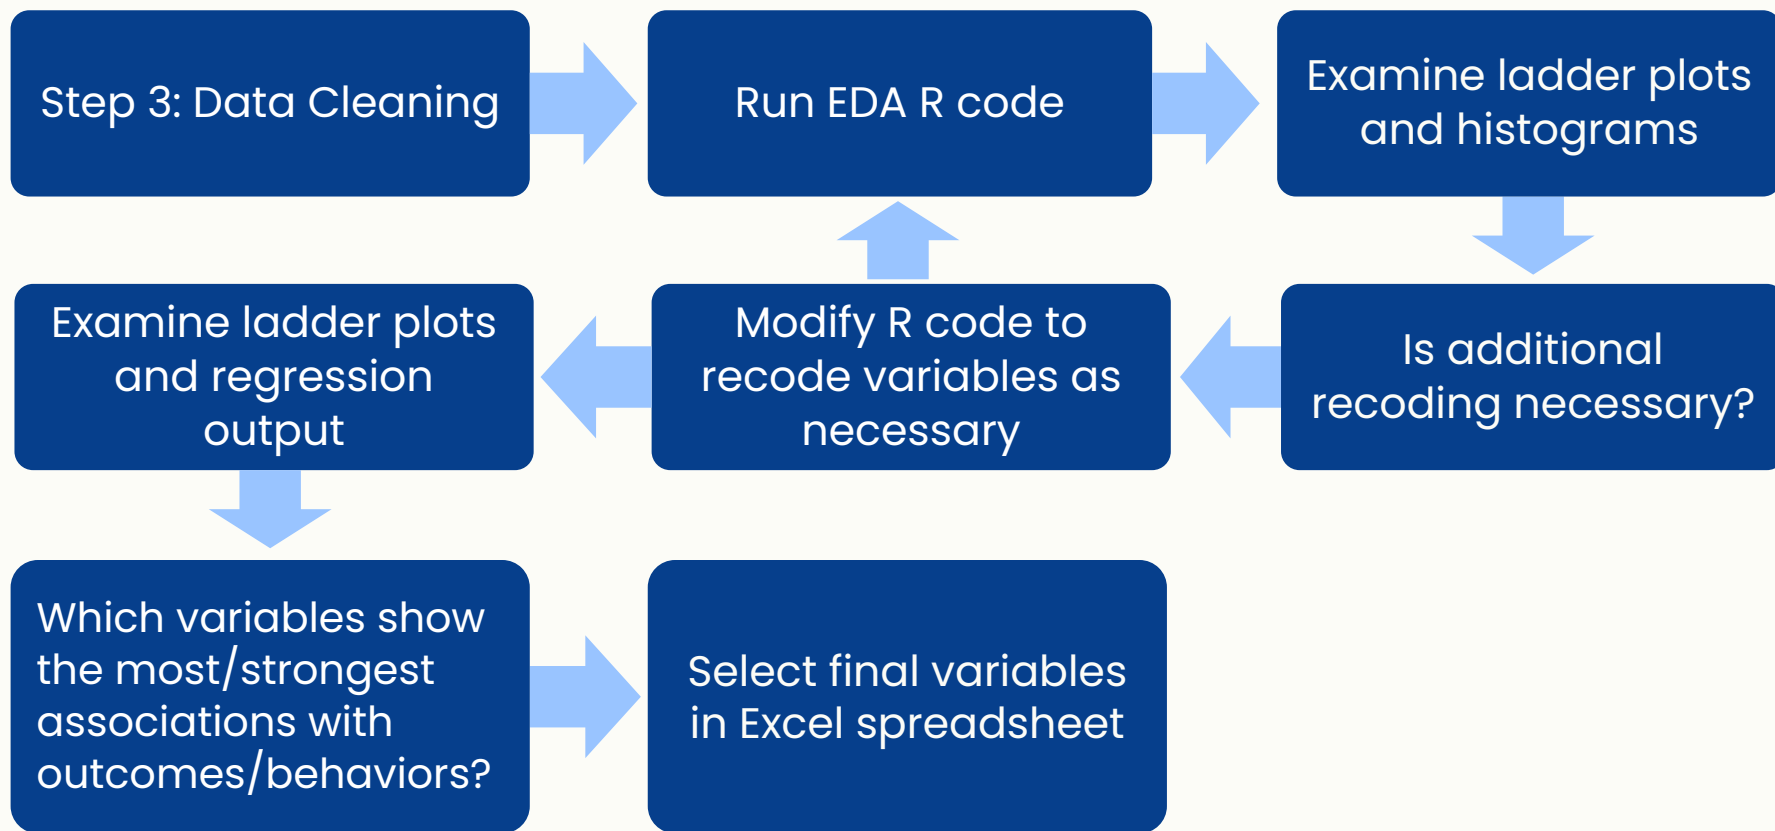 Step 3: Data Cleaning
Run EDA R code
Examine ladder plots
and histograms
Examine ladder plots
and regression
output
Modify R code to
recode variables as
necessary
Is additional
recoding necessary?
Which variables show
the most/strongest
associations with
outcomes/behaviors?
Select final variables
in Excel spreadsheet